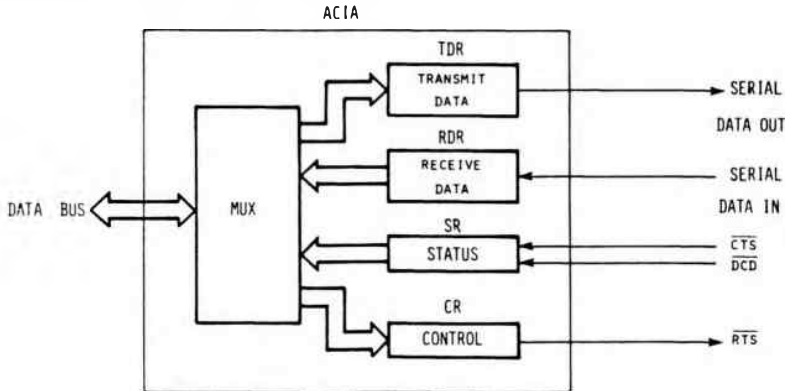 ACIA
TDR
TRANSMIT
DATA
SERIAL
DATA OUT
RDR
RECEIVE
DATA
SERIAL
DATA IN
DATA BUS
MUX
SR
STATUS
CTS
DCD
CR
CONTROL
RTS